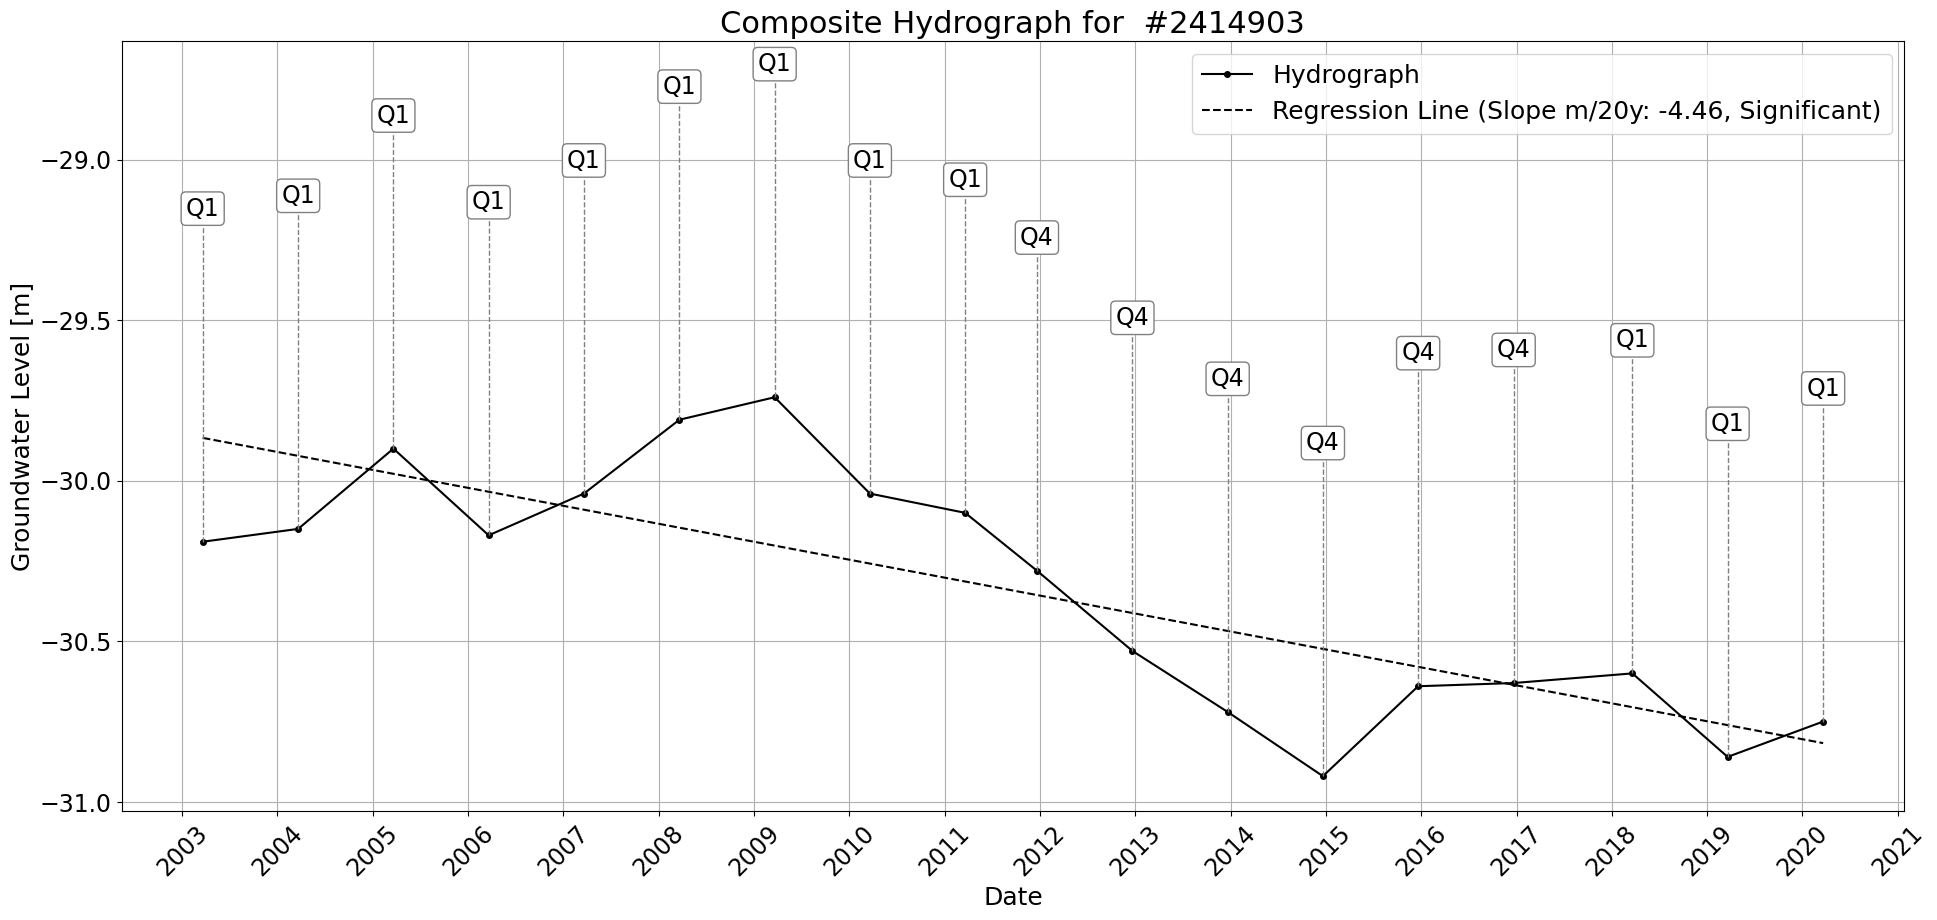 Composite Hydrograph for  #2414903
Hydrograph
Regression Line (Slope m/20y: -4.46, Significant)
Q1
Q1
Q1
Q1
Q1
Q1
Q1
Q1
Q1
Q4
Q4
Q4
Q4
Q4
Q4
Q1
Q1
Q1
Groundwater Level [m]
−29.0
−29.5
−30.0
−30.5
−31.0
2003
2004
2005
2006
2007
2008
2009
2010
2011
2012
2013
2014
2015
2016
2017
2018
2019
2020
2021
Date